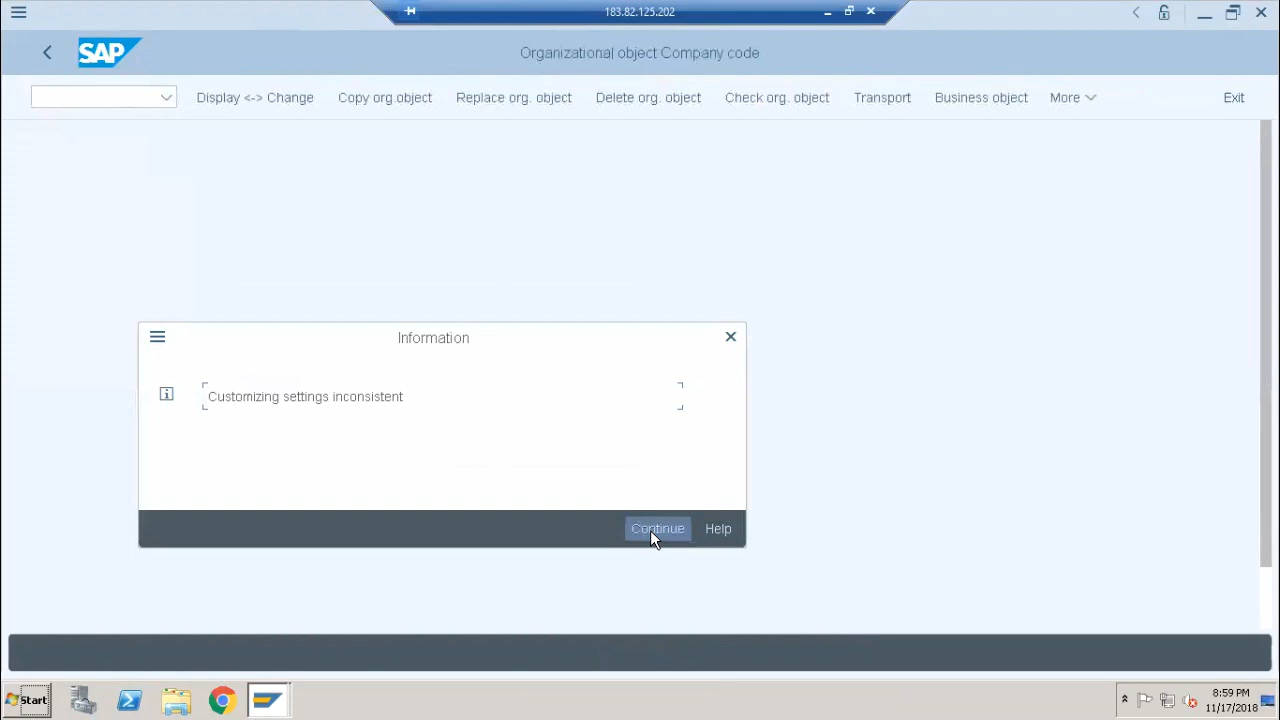 183.82.125.202
SAP
Organizational object Company code
Display <-> Change Copy org.object Replace org. object Delete org. object Check org. object Transport Business object More Exit
Information
Customizing settings inconsistent
Continue Help
Start
8:59 PM
11/17/2018